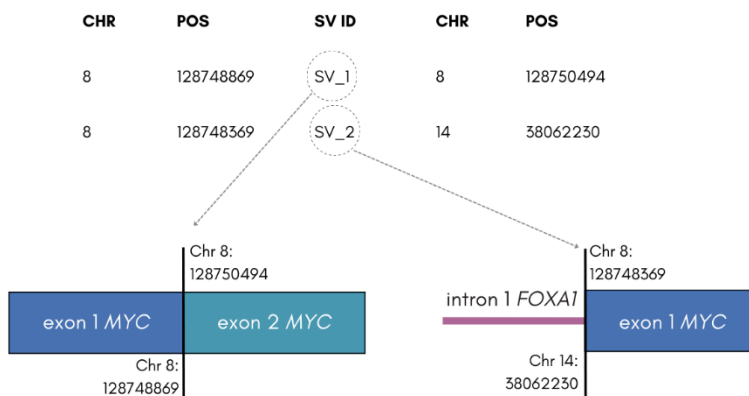 CHR POS SV ID CHR POS
8 128748869 SV_1 8 128750494
8 128748369 SV_2 14 38062230
Chr 8:
128750494
exon 1 MYC exon 2 MYC
Chr 8:
128748869
Chr 8:
128748369
intron 1 FOXA1
exon 1 MYC
Chr 14:
38062230